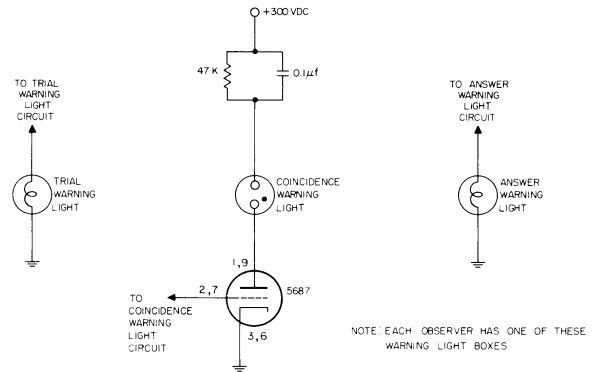 +300 VDC
47 K
0.1µf
TO TRIAL
WARNING
LIGHT
CIRCUIT
TO ANSWER
WARNING
LIGHT
CIRCUIT
TRIAL
WARNING
LIGHT
COINCIDENCE
WARNING
LIGHT
ANSWER
WARNING
LIGHT
1,9
2,7
5687
3,6
TO
COINCIDENCE
WARNING
LIGHT
CIRCUIT
NOTE: EACH OBSERVER HAS ONE OF THESE
WARNING LIGHT BOXES